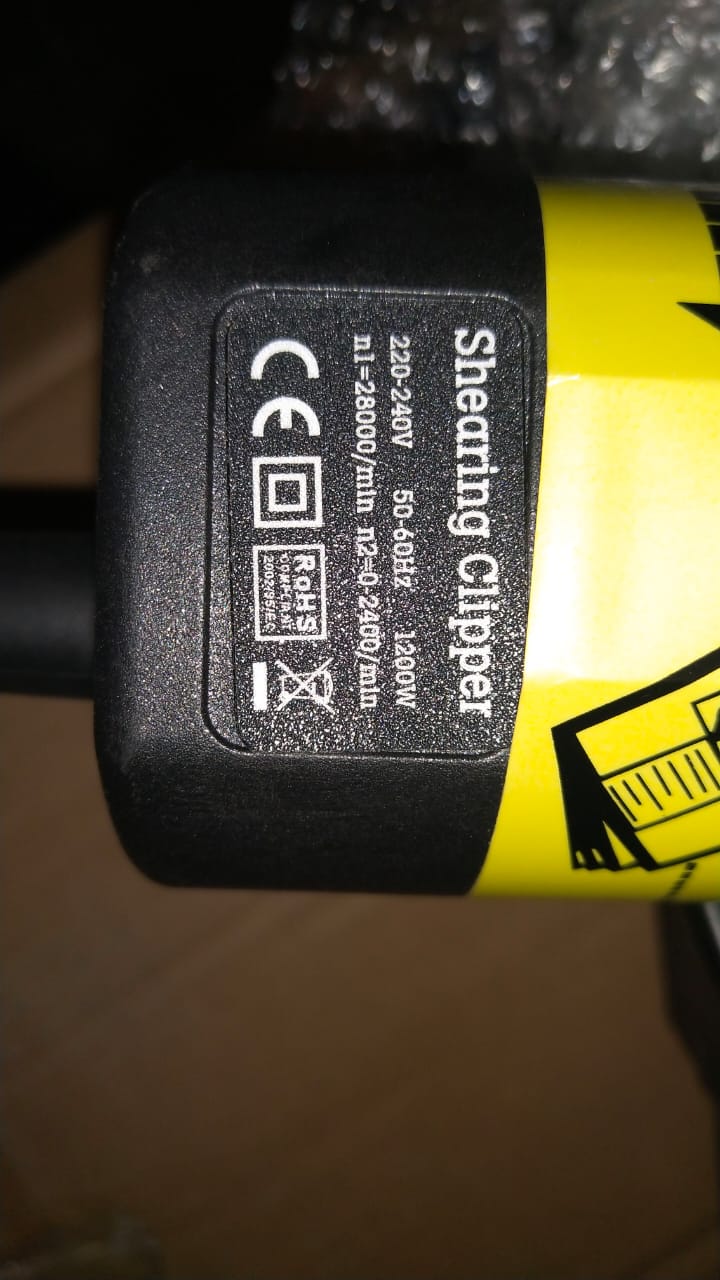 Shearing Clipper
220-240V 50-60Hz 1200W
n1=28000/min n2=0-2400/min
CE RoHS